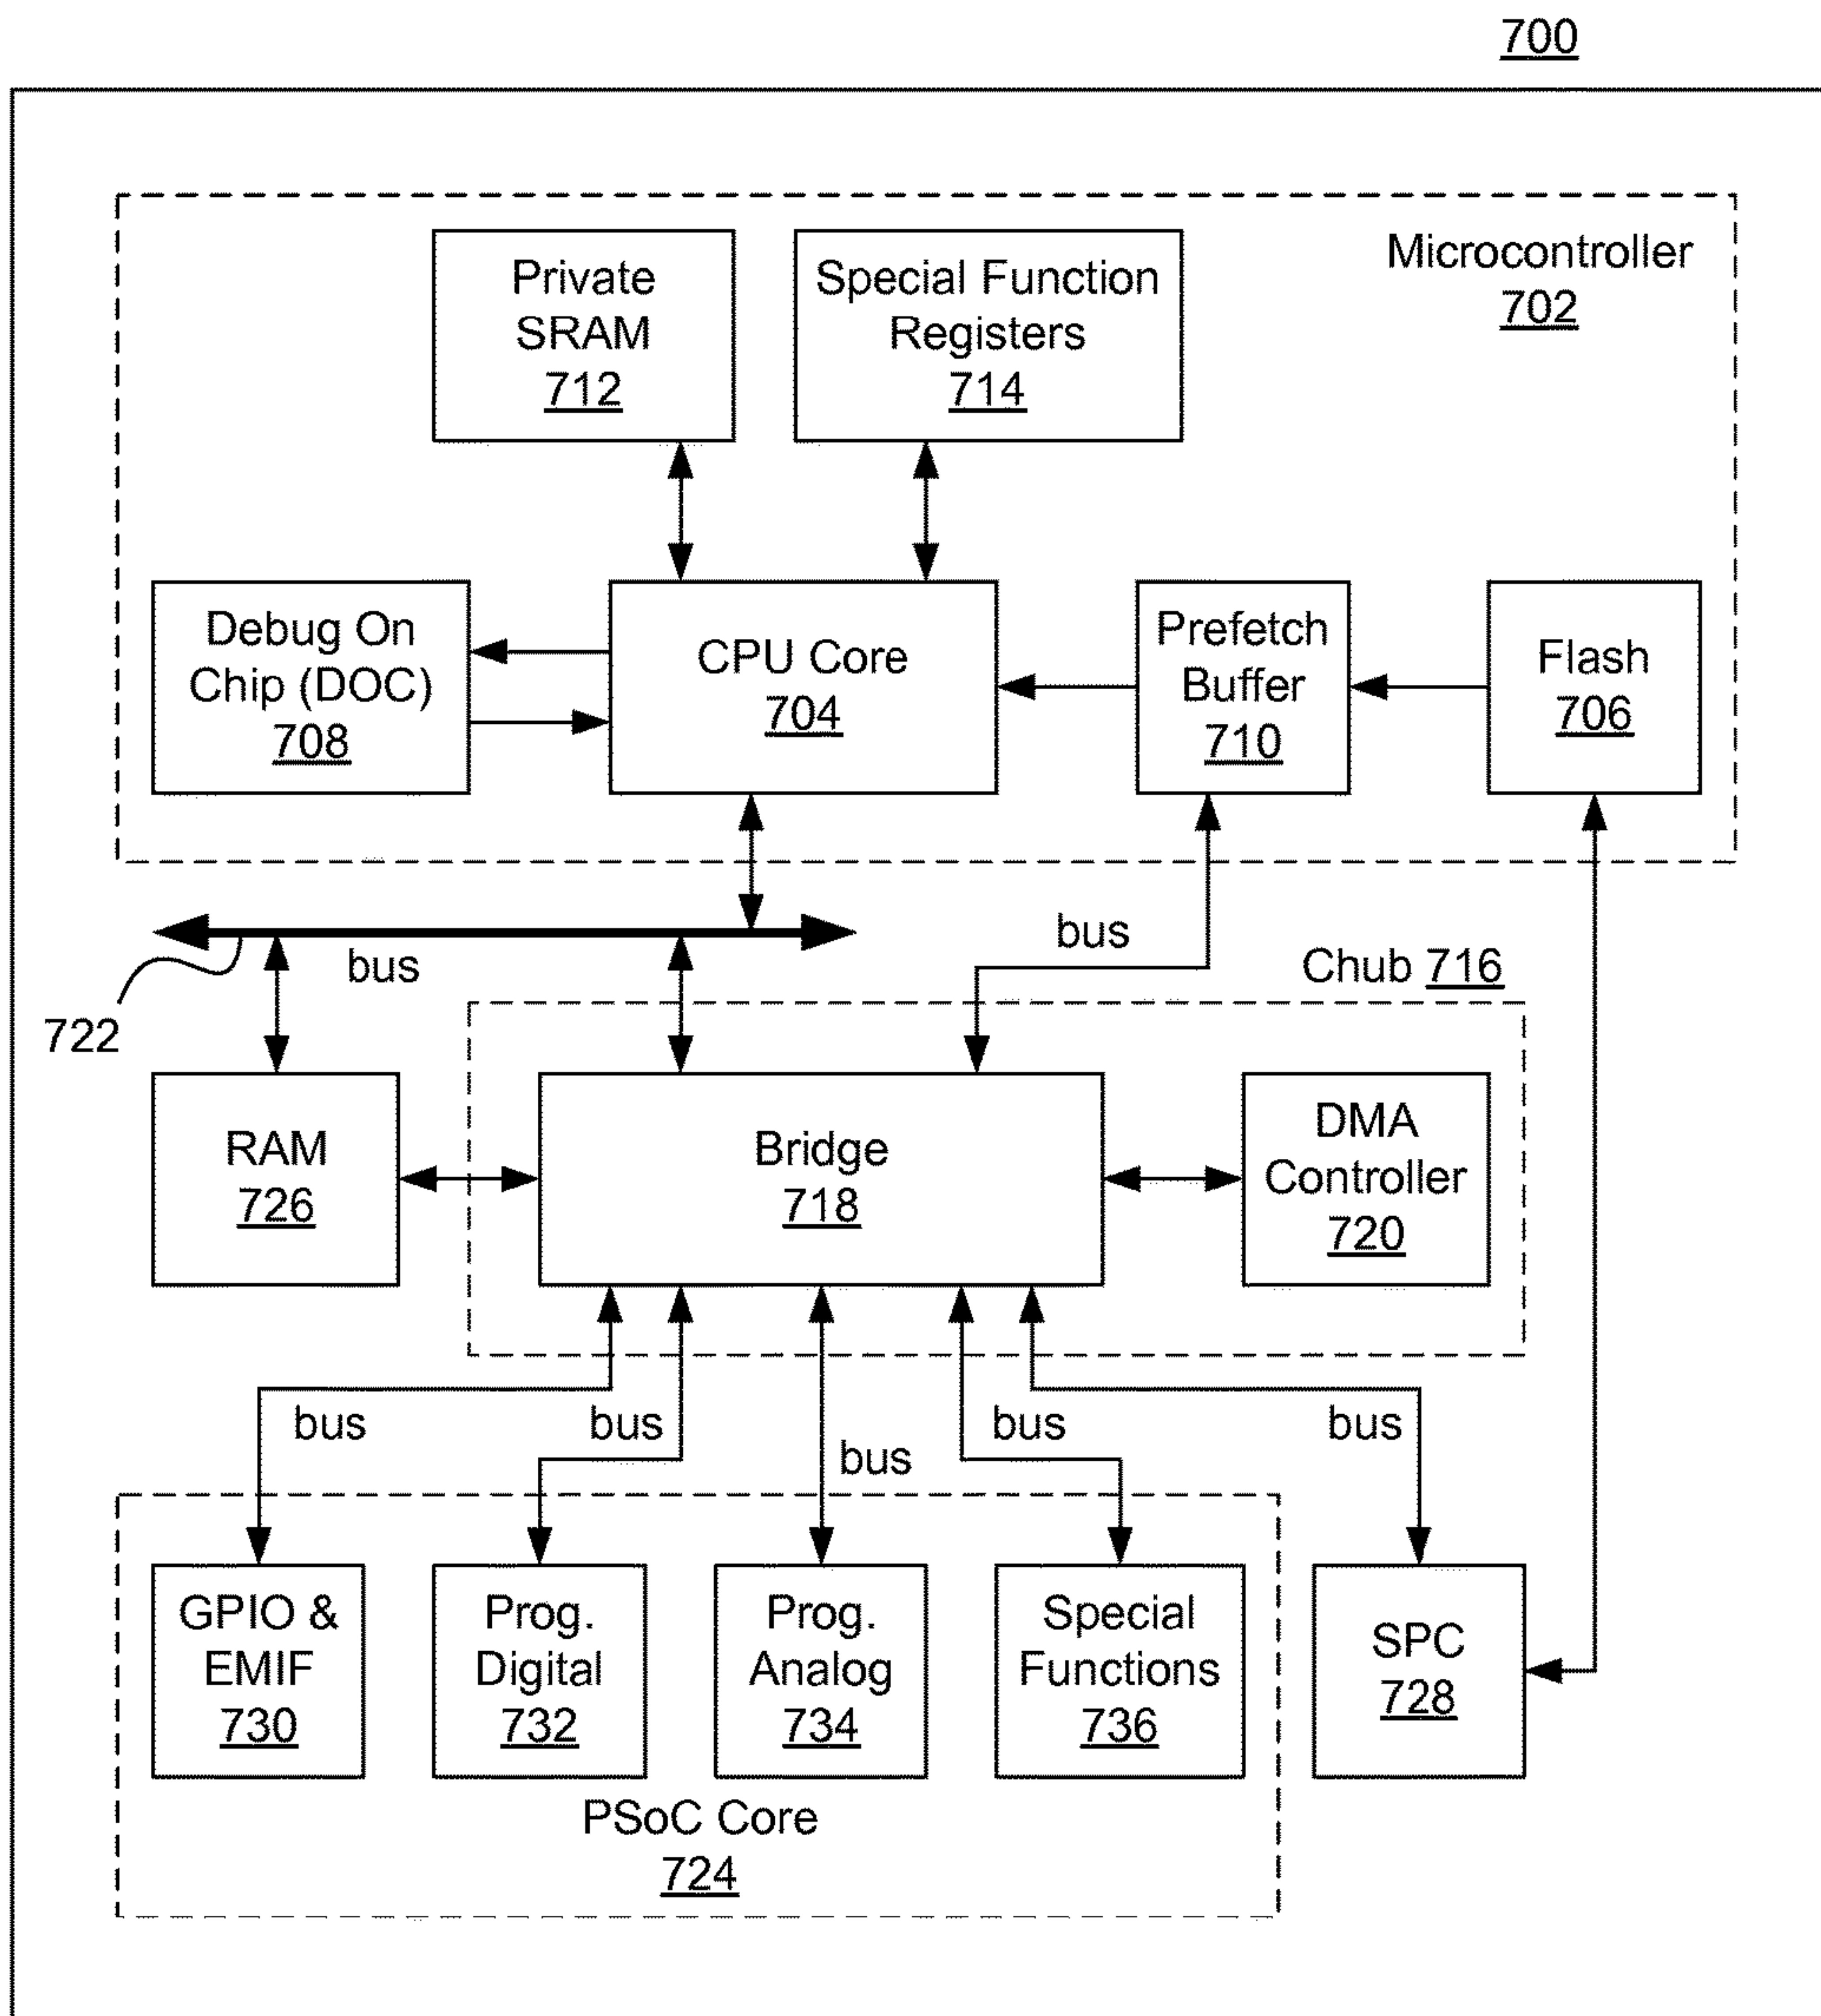 700
Microcontroller
702
Private
SRAM
712
Special Function
Registers
714
Debug On
Chip (DOC)
708
CPU Core
704
Prefetch
Buffer
710
Flash
706
bus
722
bus
Chub 716
RAM
726
Bridge
718
DMA
Controller
720
bus
bus
bus
bus
bus
GPIO &
EMIF
730
Prog.
Digital
732
Prog.
Analog
734
Special
Functions
736
SPC
728
PSoC Core
724